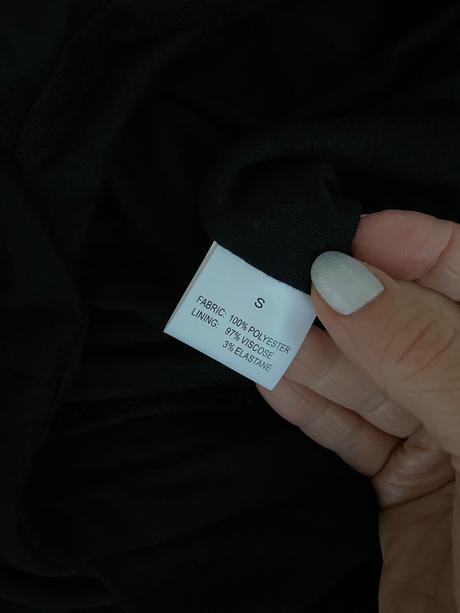 S
FABRIC: 100% POLYESTER
LINING: 97% VISCOSE
3% ELASTANE